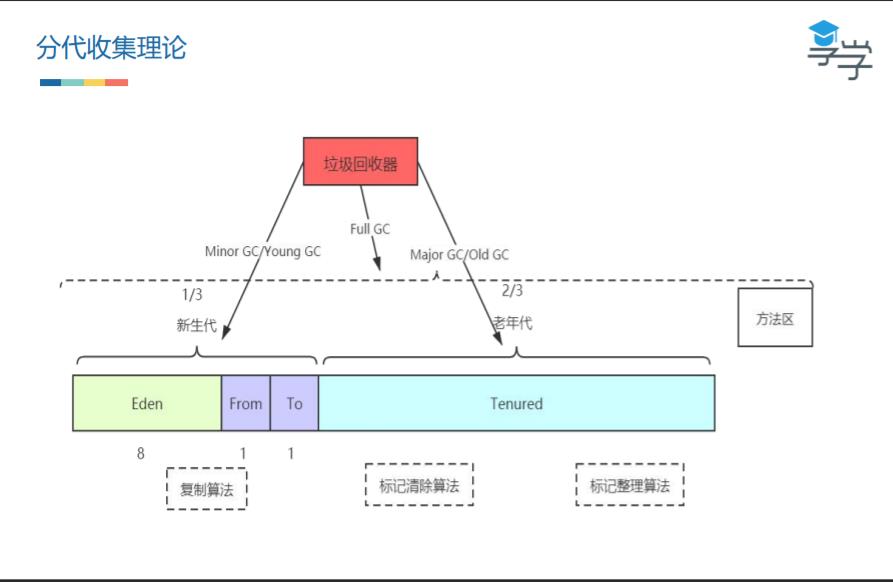 分代收集理论
享学
垃圾回收器
Full GC
Minor GC/Young GC
Major GC/Old GC
1/3
2/3
新生代
老年代
方法区
Eden
From
To
Tenured
8
1
1
复制算法
标记清除算法
标记整理算法